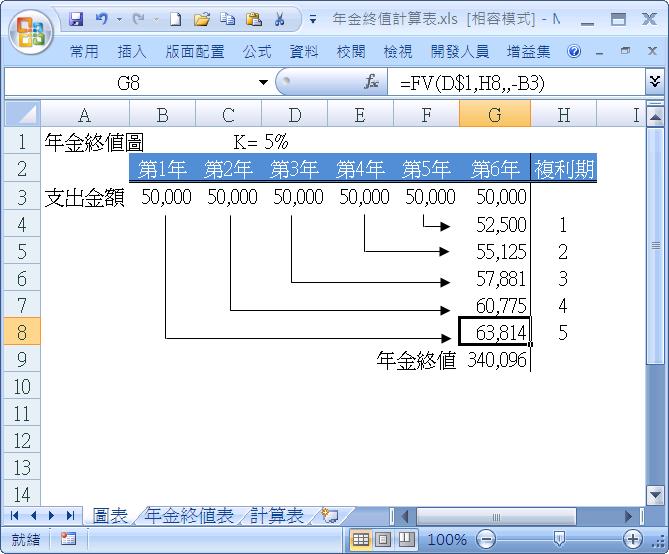 年金終值計算表.xls [相容模式] - M
常用 插入 版面配置 公式 資料 校閱 檢視 開發人員 增益集
G8 fx =FV(D$1,H8,,-B3)
A B C D E F G H I
1 年金終值圖 K= 5%
2 第1年 第2年 第3年 第4年 第5年 第6年 複利期
3 支出金額 50,000 50,000 50,000 50,000 50,000 50,000
4 52,500 1
5 55,125 2
6 57,881 3
7 60,775 4
8 63,814 5
9 年金終值 340,096
10
11
12
13
14
圖表 年金終值表 計算表
就緒 100%